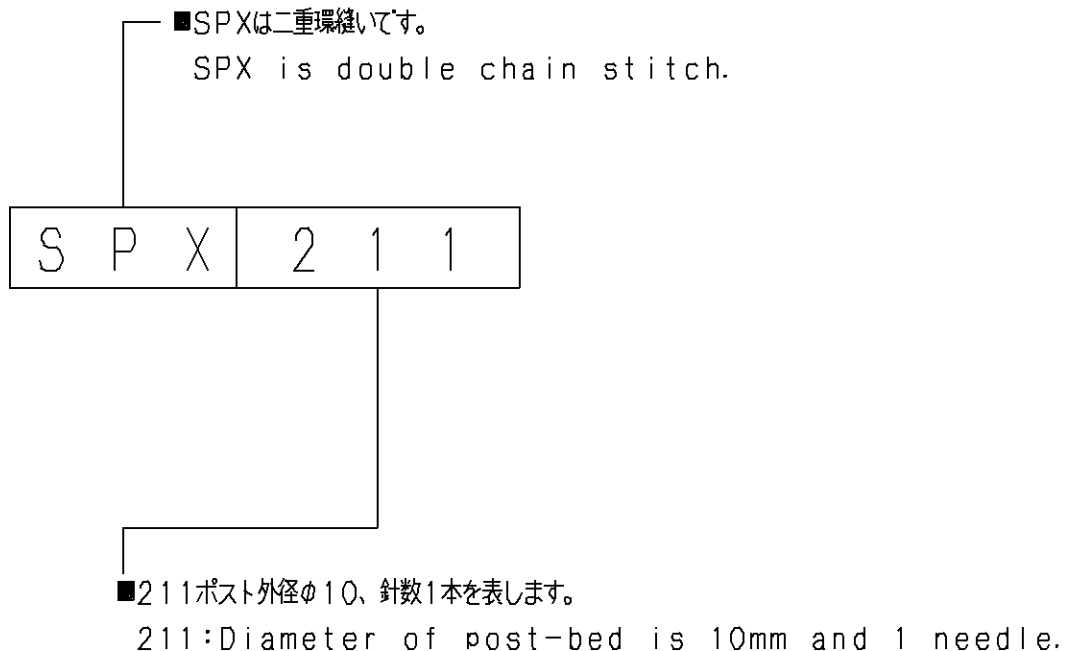 ■SPXは二重環縫いです。
SPX is double chain stitch.
SPX 211
■211ポスト外径φ10、針数1本を表します。
211:Diameter of post-bed is 10mm and 1 needle.